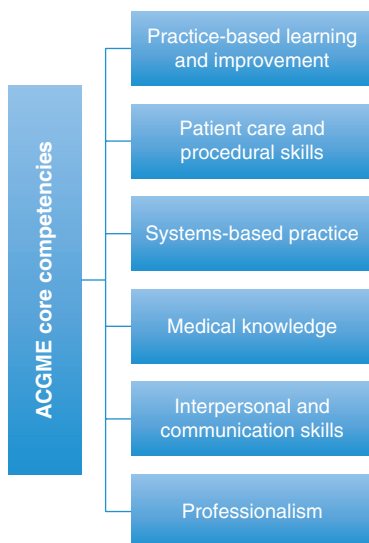 ACGME core competencies
Practice-based learning
and improvement
Patient care and
procedural skills
Systems-based practice
Medical knowledge
Interpersonal and
communication skills
Professionalism